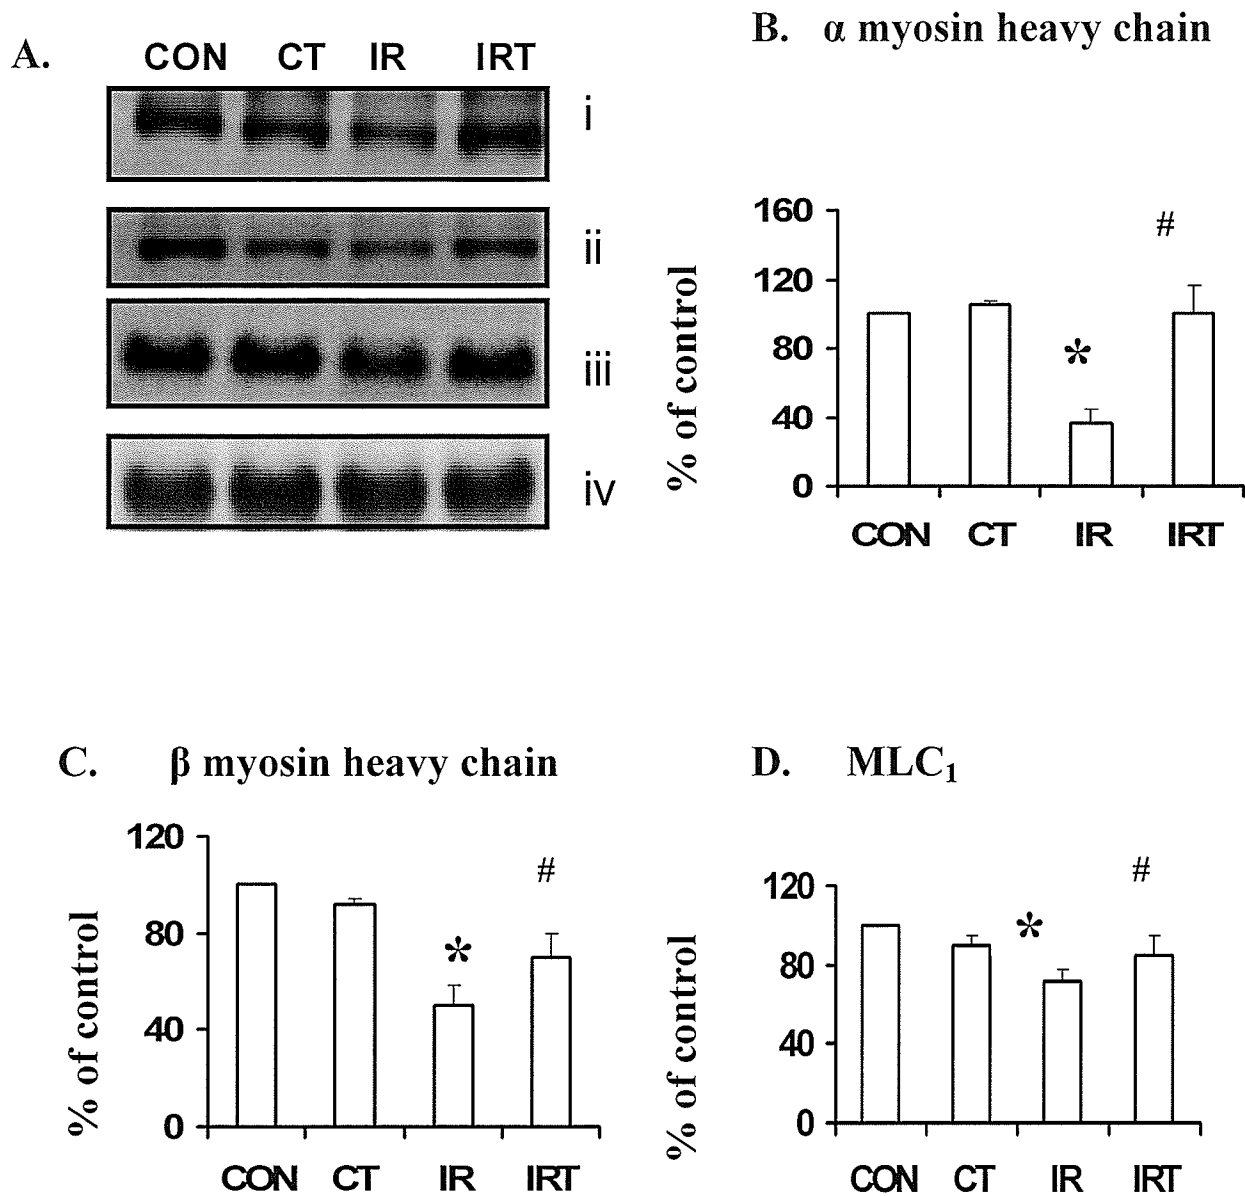 A.
CON CT IR IRT
i
ii
iii
iv
B. α myosin heavy chain
% of control
160
120
80
40
0
*
#
CON CT IR IRT
C. β myosin heavy chain
% of control
120
80
40
0
*
#
CON CT IR IRT
D. MLC₁
% of control
120
80
40
0
*
#
CON CT IR IRT